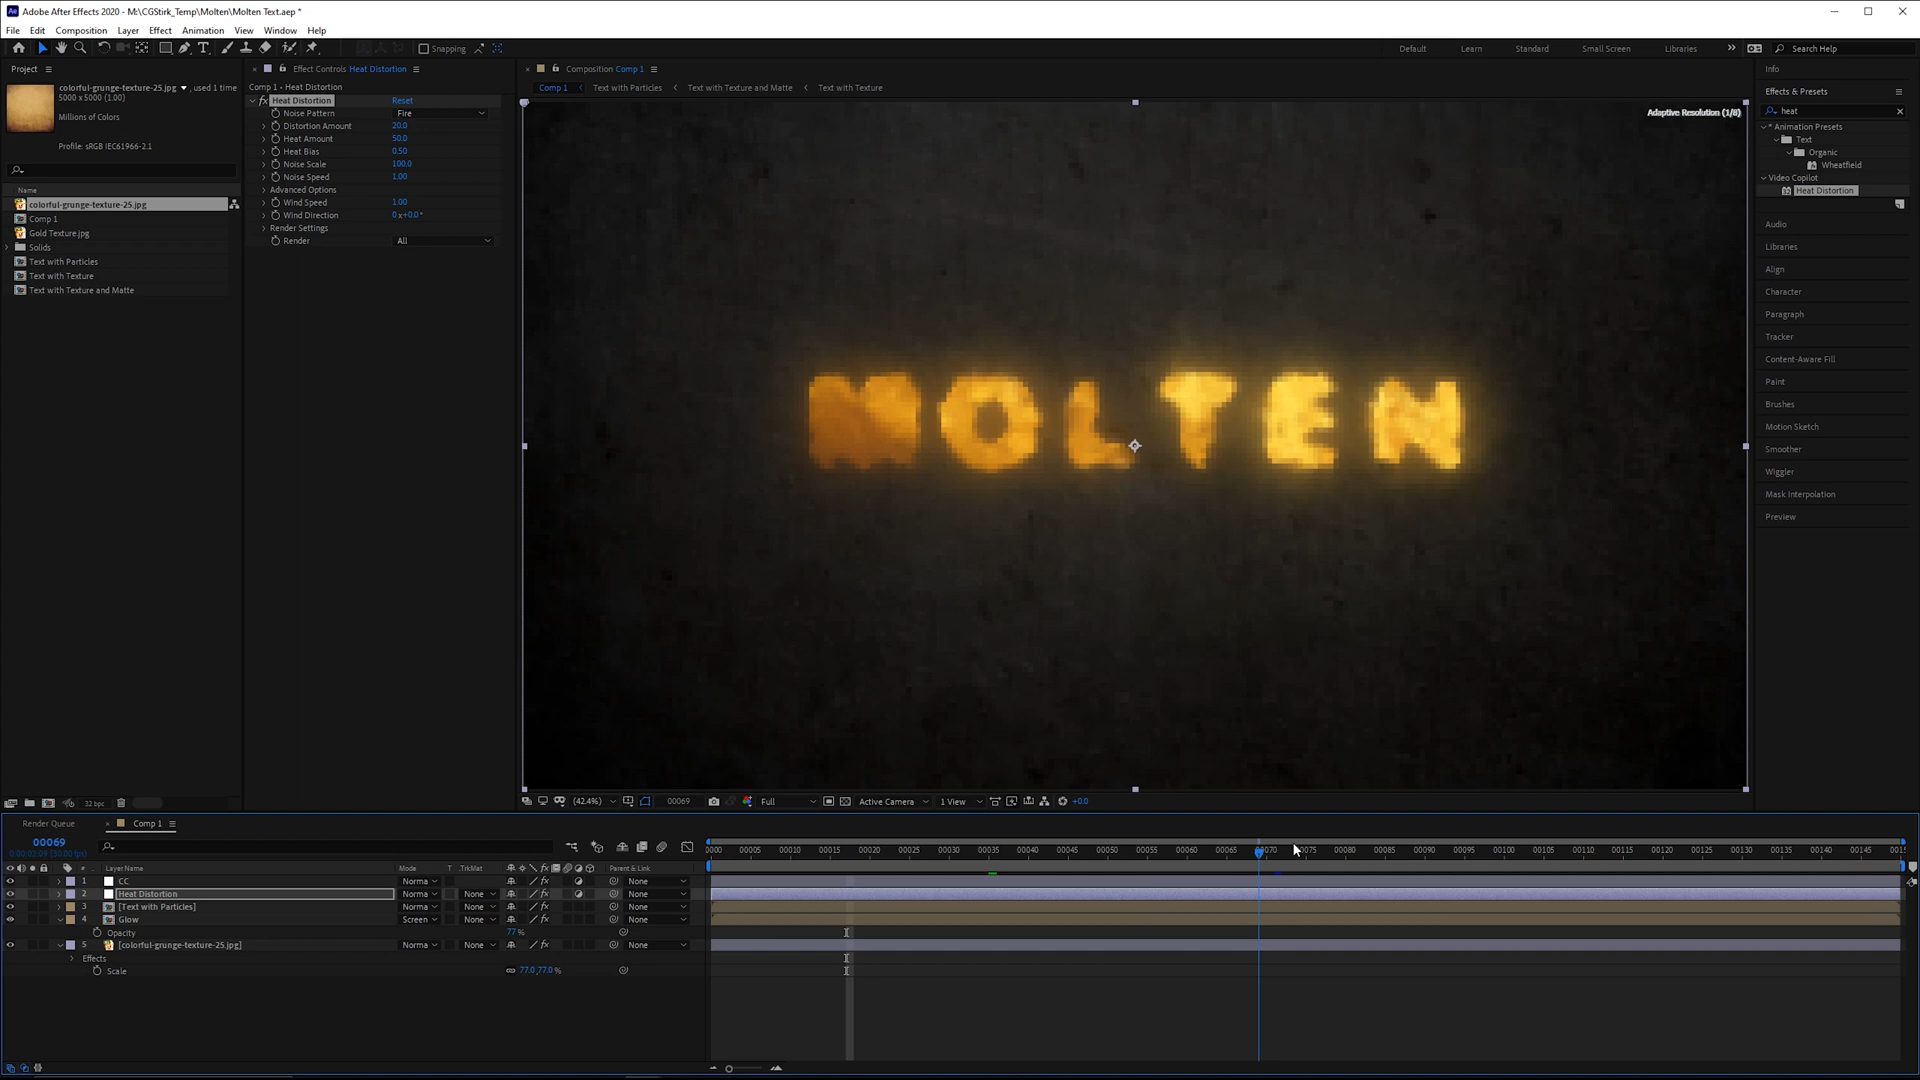 Adobe After Effects 2020 - M:\CGStirk_Temp\Molten\Molten Text.aep *
File Edit Composition Layer Effect Animation View Window Help
Snapping
Default Learn Standard Small Screen Libraries Search Help
Project
colorful-grunge-texture-25.jpg , used 1 time
5000 x 5000 (1.00)
Millions of Colors
Profile: sRGB IEC61966-2.1
Name
colorful-grunge-texture-25.jpg
Comp 1
Gold Texture.jpg
Solids
Text with Particles
Text with Texture
Text with Texture and Matte
32 bpc
Effect Controls Heat Distortion
Comp 1 • Heat Distortion
fx Heat Distortion Reset
Noise Pattern Fire
Distortion Amount 20.0
Heat Amount 50.0
Heat Bias 0.50
Noise Scale 100.0
Noise Speed 1.00
Advanced Options
Wind Speed 1.00
Wind Direction 0x+0.0°
Render Settings
Render All
Composition Comp 1
Comp 1 Text with Particles Text with Texture and Matte Text with Texture
Adaptive Resolution (1/8)
MOLTEN
(42.4%) 00069 Full Active Camera 1 View +0.0
Info
Effects & Presets
heat
* Animation Presets
Text
Organic
Wheatfield
Video Copilot
Heat Distortion
Audio
Libraries
Align
Character
Paragraph
Tracker
Content-Aware Fill
Paint
Brushes
Motion Sketch
Smoother
Wiggler
Mask Interpolation
Preview
Render Queue Comp 1
00069
0:00:02:09 (30.00 fps)
0000 00005 00010 00015 00020 00025 00030 00035 00040 00045 00050 00055 00060 00065 00070 00075 00080 00085 00090 00095 00100 00105 00110 00115 00120 00125 00130 00135 00140 00145 0015
# Layer Name Mode T .TrkMat Parent & Link
1 CC Norma None
2 Heat Distortion Norma None None
3 [Text with Particles] Norma None None
4 Glow Screen None None
Opacity 77 %
5 [colorful-grunge-texture-25.jpg] Norma None None
Effects
Scale 77.0,77.0 %